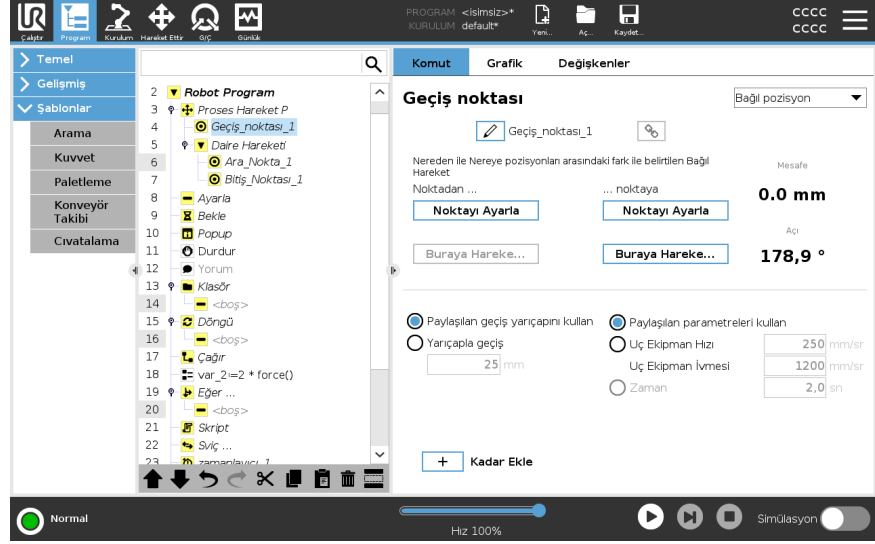 PROGRAM <isimsiz>*
KURULUM default*
Çalıştır
Program
Kurulum
Hareket Ettir
G/Ç
Günlük
Yeni...
Aç...
Kaydet...
CCCC
CCCC
Temel
Gelişmiş
Şablonlar
Arama
Kuvvet
Paletleme
Konveyör
Takibi
Cıvatalama
2 Robot Program
3 Proses Hareket P
4 Geçiş_noktası_1
5 Daire Hareketi
6 Ara_Nokta_1
7 Bitiş_Noktası_1
8 Ayarla
9 Bekle
10 Popup
11 Durdur
12 Yorum
13 Klasör
14 <boş>
15 Döngü
16 <boş>
17 Çağır
18 var_2≔2 * force()
19 Eğer ...
20 <boş>
21 Skript
22 Sviç ...
23 zamanlayıcı_1
Komut
Grafik
Değişkenler
Geçiş noktası
Bağıl pozisyon
Geçiş_noktası_1
Nereden ile Nereye pozisyonları arasındaki fark ile belirtilen Bağıl
Hareket
Mesafe
Noktadan ...
... noktaya
0.0 mm
Noktayı Ayarla
Noktayı Ayarla
Açı
Buraya Hareke...
Buraya Hareke...
178,9 °
Paylaşılan geçiş yarıçapını kullan
Paylaşılan parametreleri kullan
Yarıçapla geçiş
Uç Ekipman Hızı
250 mm/sn
25 mm
Uç Ekipman İvmesi
1200 mm/sn
Zaman
2,0 sn
+ Kadar Ekle
Normal
Hız 100%
Simülasyon